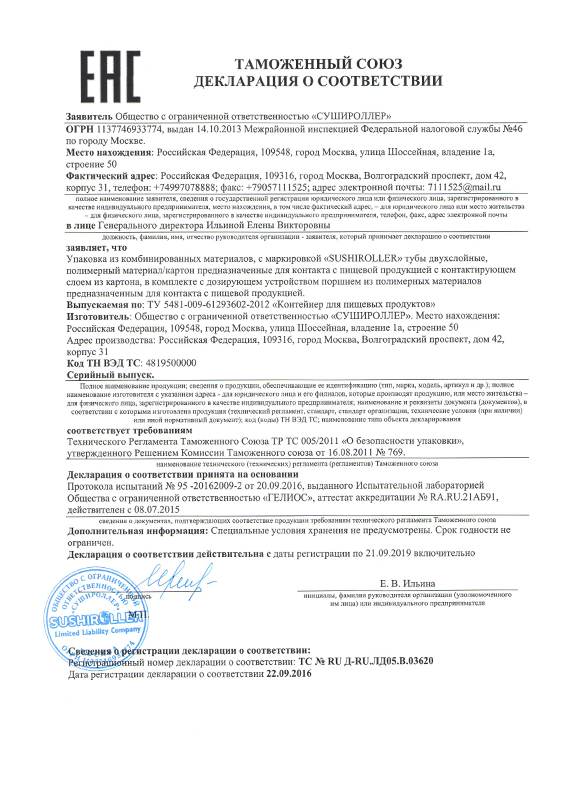 EAC
ТАМОЖЕННЫЙ СОЮЗ
ДЕКЛАРАЦИЯ О СООТВЕТСТВИИ
Заявитель Общество с ограниченной ответственностью «СУШИРОЛЛЕР»
ОГРН 1137746933774, выдан 14.10.2013 Межрайонной инспекцией Федеральной налоговой службы №46
по городу Москве.
Место нахождения: Российская Федерация, 109548, город Москва, улица Шоссейная, владение 1а,
строение 50
Фактический адрес: Российская Федерация, 109316, город Москва, Волгоградский проспект, дом 42,
корпус 31, телефон: +74997078888; факс: +79057111525; адрес электронной почты: 7111525@mail.ru
полное наименование заявителя, сведения о государственной регистрации юридического лица или физического лица, зарегистрированного в
качестве индивидуального предпринимателя, место нахождения, в том числе фактический адрес, – для юридического лица или место жительства
– для физического лица, зарегистрированного в качестве индивидуального предпринимателя, телефон, факс, адрес электронной почты
в лице Генерального директора Ильиной Елены Викторовны
должность, фамилия, имя, отчество руководителя организации - заявителя, который принимает декларацию о соответствии
заявляет, что
Упаковка из комбинированных материалов, с маркировкой «SUSHIROLLER» тубы двухслойные,
полимерный материал/картон предназначенные для контакта с пищевой продукцией с контактирующем
слоем из картона, в комплекте с дозирующем устройством поршнем из полимерных материалов
предназначенным для контакта с пищевой продукцией.
Выпускаемая по: ТУ 5481-009-61293602-2012 «Контейнер для пищевых продуктов»
Изготовитель: Общество с ограниченной ответственностью «СУШИРОЛЛЕР». Место нахождения:
Российская Федерация, 109548, город Москва, улица Шоссейная, владение 1а, строение 50
Адрес производства: Российская Федерация, 109316, город Москва, Волгоградский проспект, дом 42,
корпус 31
Код ТН ВЭД ТС: 4819500000
Серийный выпуск.
Полное наименование продукции; сведения о продукции, обеспечивающие ее идентификацию (тип, марка, модель, артикул и др.); полное
наименование изготовителя с указанием адреса - для юридического лица и его филиалов, которые производят продукцию, или место жительства –
для физического лица, зарегистрированного в качестве индивидуального предпринимателя; наименование и реквизиты документа (документов), в
соответствии с которыми изготовлена продукция (технический регламент, стандарт, стандарт организации, технические условия (при наличии)
или иной нормативный документ); код (коды) ТН ВЭД ТС; наименование типа объекта декларирования
соответствует требованиям
Технического Регламента Таможенного Союза ТР ТС 005/2011 «О безопасности упаковки»,
утвержденного Решением Комиссии Таможенного союза от 16.08.2011 № 769.
наименование технического (технических) регламента (регламентов) Таможенного союза
Декларация о соответствии принята на основании
Протокола испытаний № 95 -20162009-2 от 20.09.2016, выданного Испытательной лабораторией
Общества с ограниченной ответственностью «ГЕЛИОС», аттестат аккредитации № RA.RU.21АБ91,
действителен с 08.07.2015
сведения о документах, подтверждающих соответствие продукции требованиям технического регламента Таможенного союза
Дополнительная информация: Специальные условия хранения не предусмотрены. Срок годности не
ограничен.
Декларация о соответствии действительна с даты регистрации по 21.09.2019 включительно
Е. В. Ильина
подпись
инициалы, фамилия руководителя организации (уполномоченного
им лица) или индивидуального предпринимателя
М.П.
ОБЩЕСТВО С ОГРАНИЧЕННОЙ
ОТВЕТСТВЕННОСТЬЮ
«СУШИРОЛЛЕР»
SUSHIROLLER
Limited Liability Company
Сведения о регистрации декларации о соответствии:
Регистрационный номер декларации о соответствии: ТС № RU Д-RU.ЛД05.В.03620
Дата регистрации декларации о соответствии 22.09.2016